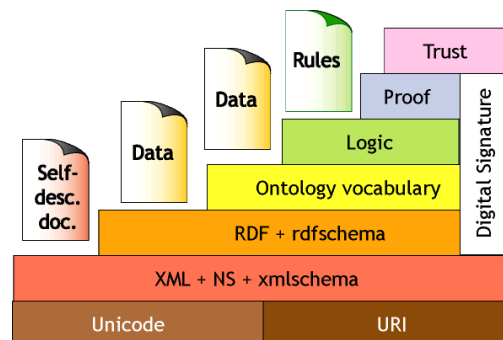 Trust
Rules
Proof
Data
Logic
Digital Signature
Data
Self-
desc.
doc.
Ontology vocabulary
RDF + rdfschema
XML + NS + xmlschema
Unicode
URI